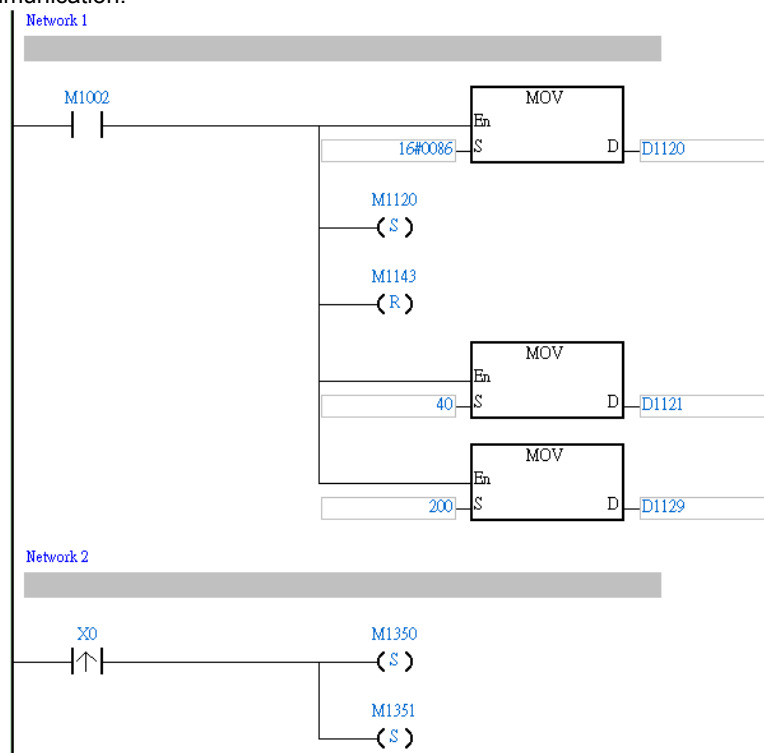 Network 1
M1002
MOV
En
16#0086 S D D1120
M1120
S
M1143
R
MOV
En
40 S D D1121
MOV
En
200 S D D1129
Network 2
X0 M1350
S
M1351
S